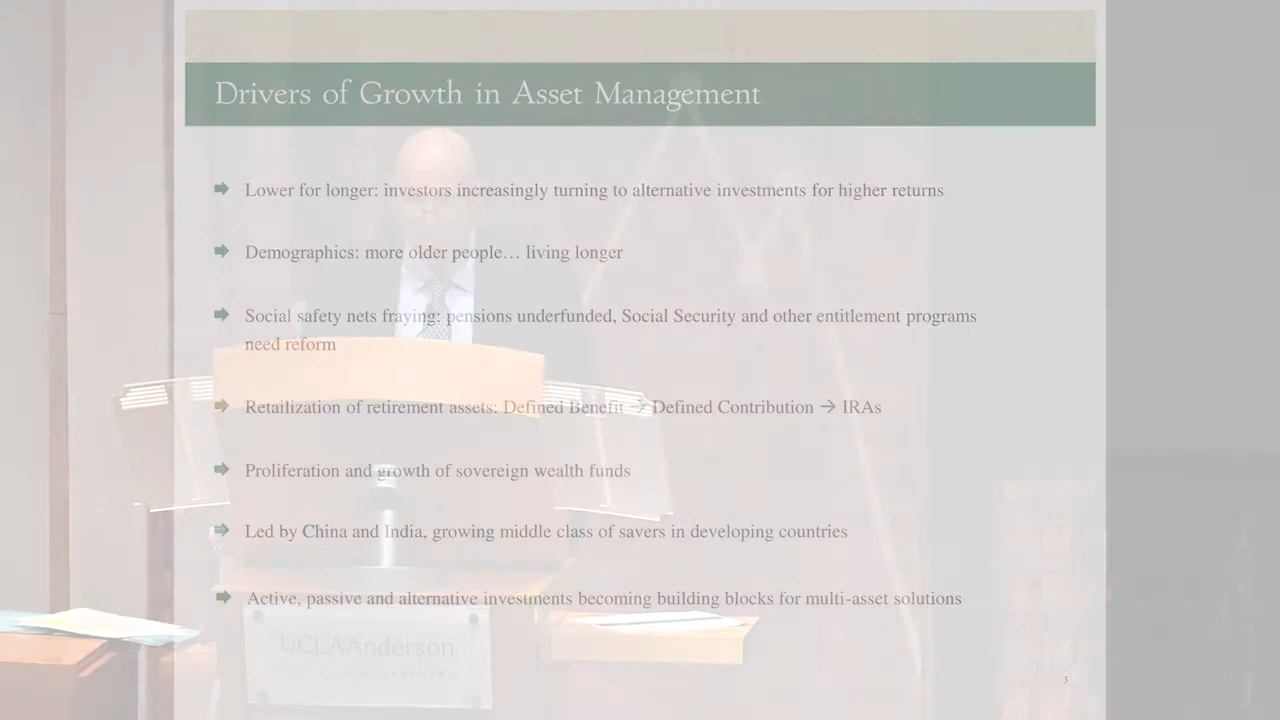 Drivers of Growth in Asset Management
Lower for longer: investors increasingly turning to alternative investments for higher returns
Demographics: more older people… living longer
Social safety nets fraying: pensions underfunded, Social Security and other entitlement programs
need reform
Retailization of retirement assets: Defined Benefit → Defined Contribution → IRAs
Proliferation and growth of sovereign wealth funds
Led by China and India, growing middle class of savers in developing countries
Active, passive and alternative investments becoming building blocks for multi-asset solutions
UCLAAnderson
3